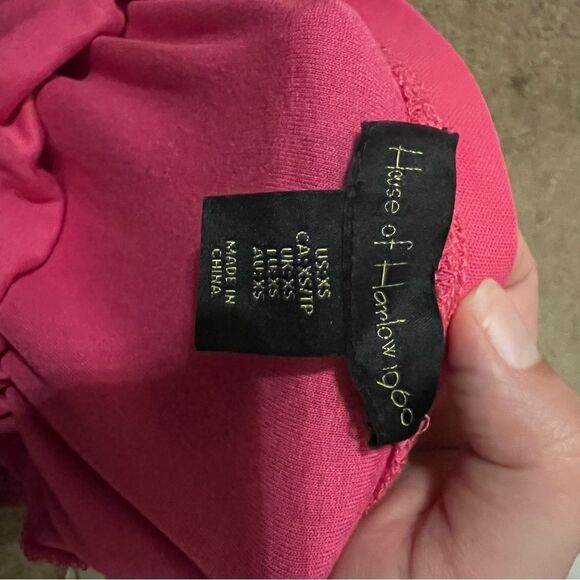 House of Harlow 1960
US:XS
CA: XS/TP
UK: XS
EU: XS
AU: XS
MADE IN
CHINA